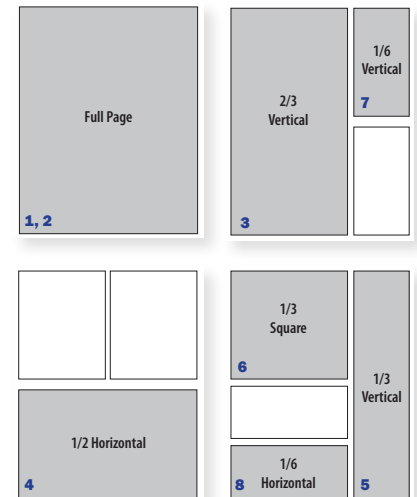 Full Page
1, 2
2/3
Vertical
3
1/6
Vertical
7
1/2 Horizontal
4
1/3
Square
6
1/6
Horizontal
8
1/3
Vertical
5